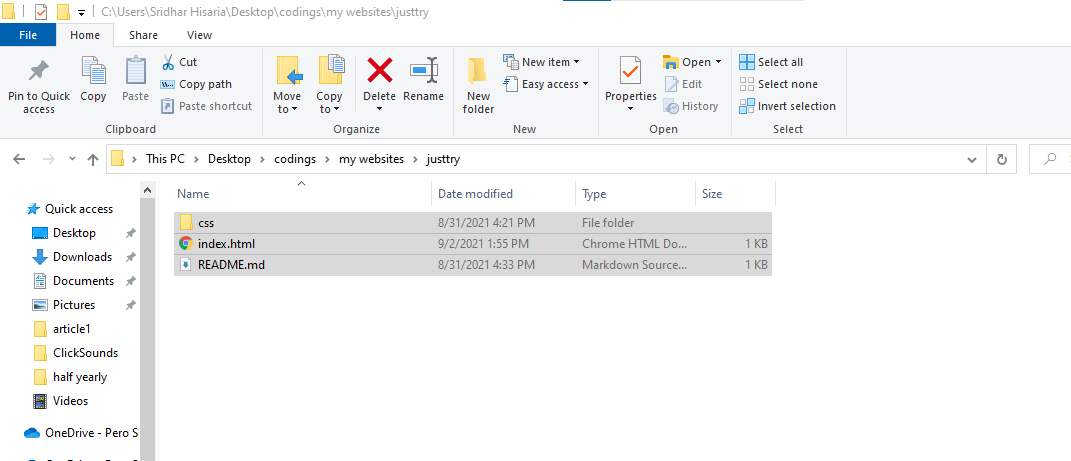 C:\Users\Sridhar Hisaria\Desktop\codings\my websites\justtry
File Home Share View
Pin to Quick access
Copy
Paste
Cut
Copy path
Paste shortcut
Clipboard
Move to
Copy to
Delete
Rename
Organize
New folder
New item
Easy access
New
Properties
Open
Edit
History
Open
Select all
Select none
Invert selection
Select
This PC > Desktop > codings > my websites > justtry
Name Date modified Type Size
css 8/31/2021 4:21 PM File folder
index.html 9/2/2021 1:55 PM Chrome HTML Do... 1 KB
README.md 8/31/2021 4:33 PM Markdown Source... 1 KB
Quick access
Desktop
Downloads
Documents
Pictures
article1
ClickSounds
half yearly
Videos
OneDrive - Pero S